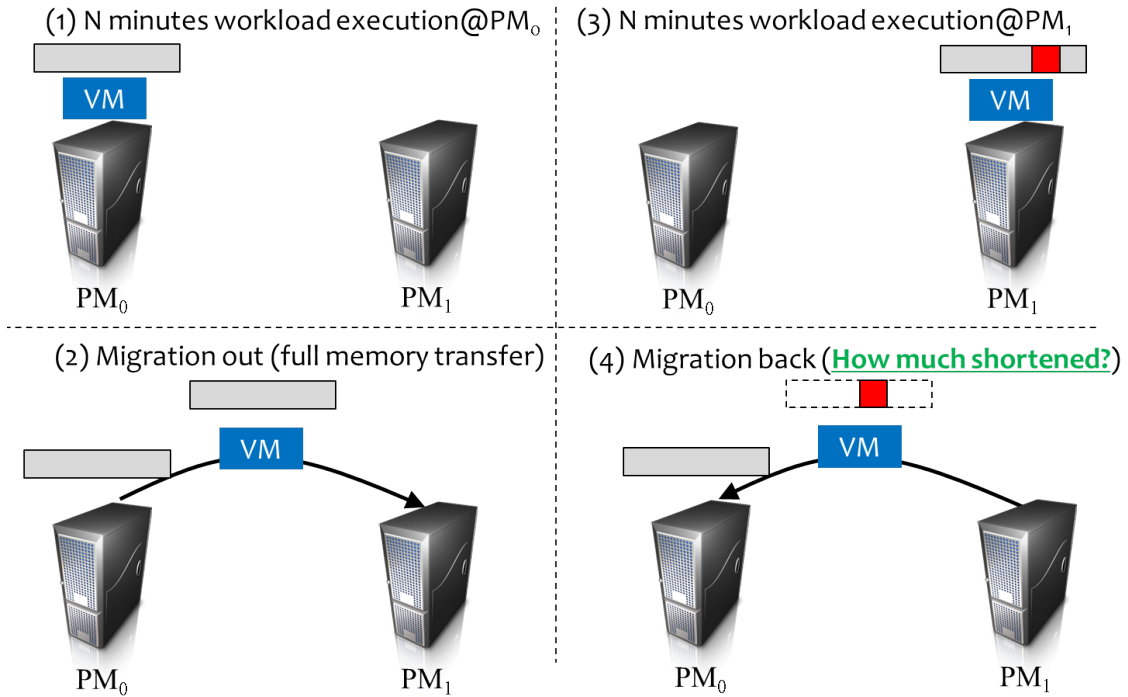 (1) N minutes workload execution@PM₀
VM
PM₀
PM₁
(3) N minutes workload execution@PM₁
VM
PM₀
PM₁
(2) Migration out (full memory transfer)
VM
PM₀
PM₁
(4) Migration back (How much shortened?)
VM
PM₀
PM₁